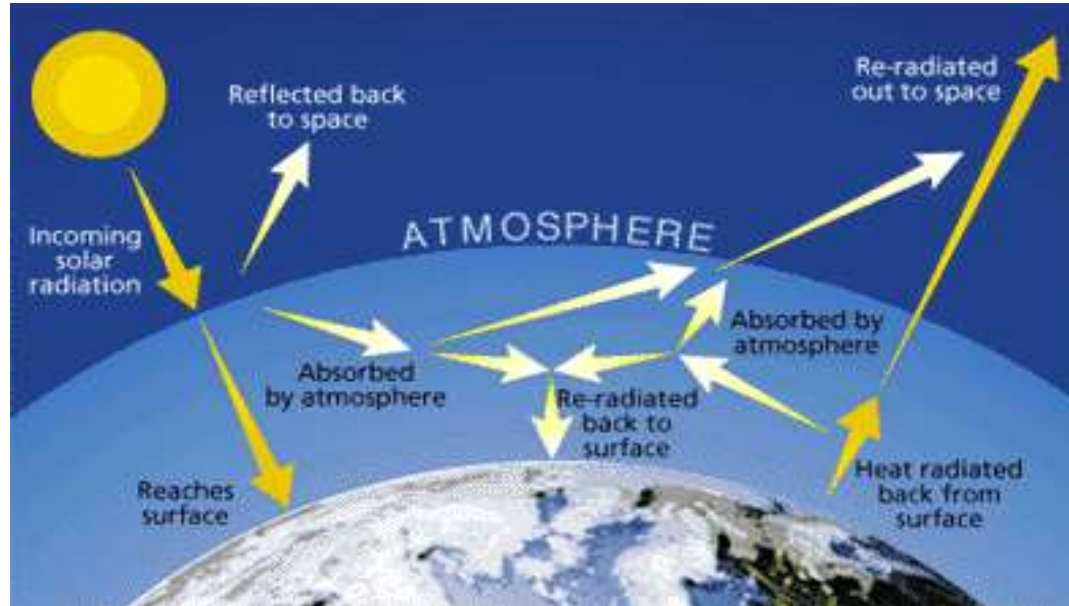 Reflected back
to space
Re-radiated
out to space
Incoming
solar
radiation
ATMOSPHERE
Absorbed
by atmosphere
Absorbed by
atmosphere
Re-radiated
back to
surface
Reaches
surface
Heat radiated
back from
surface